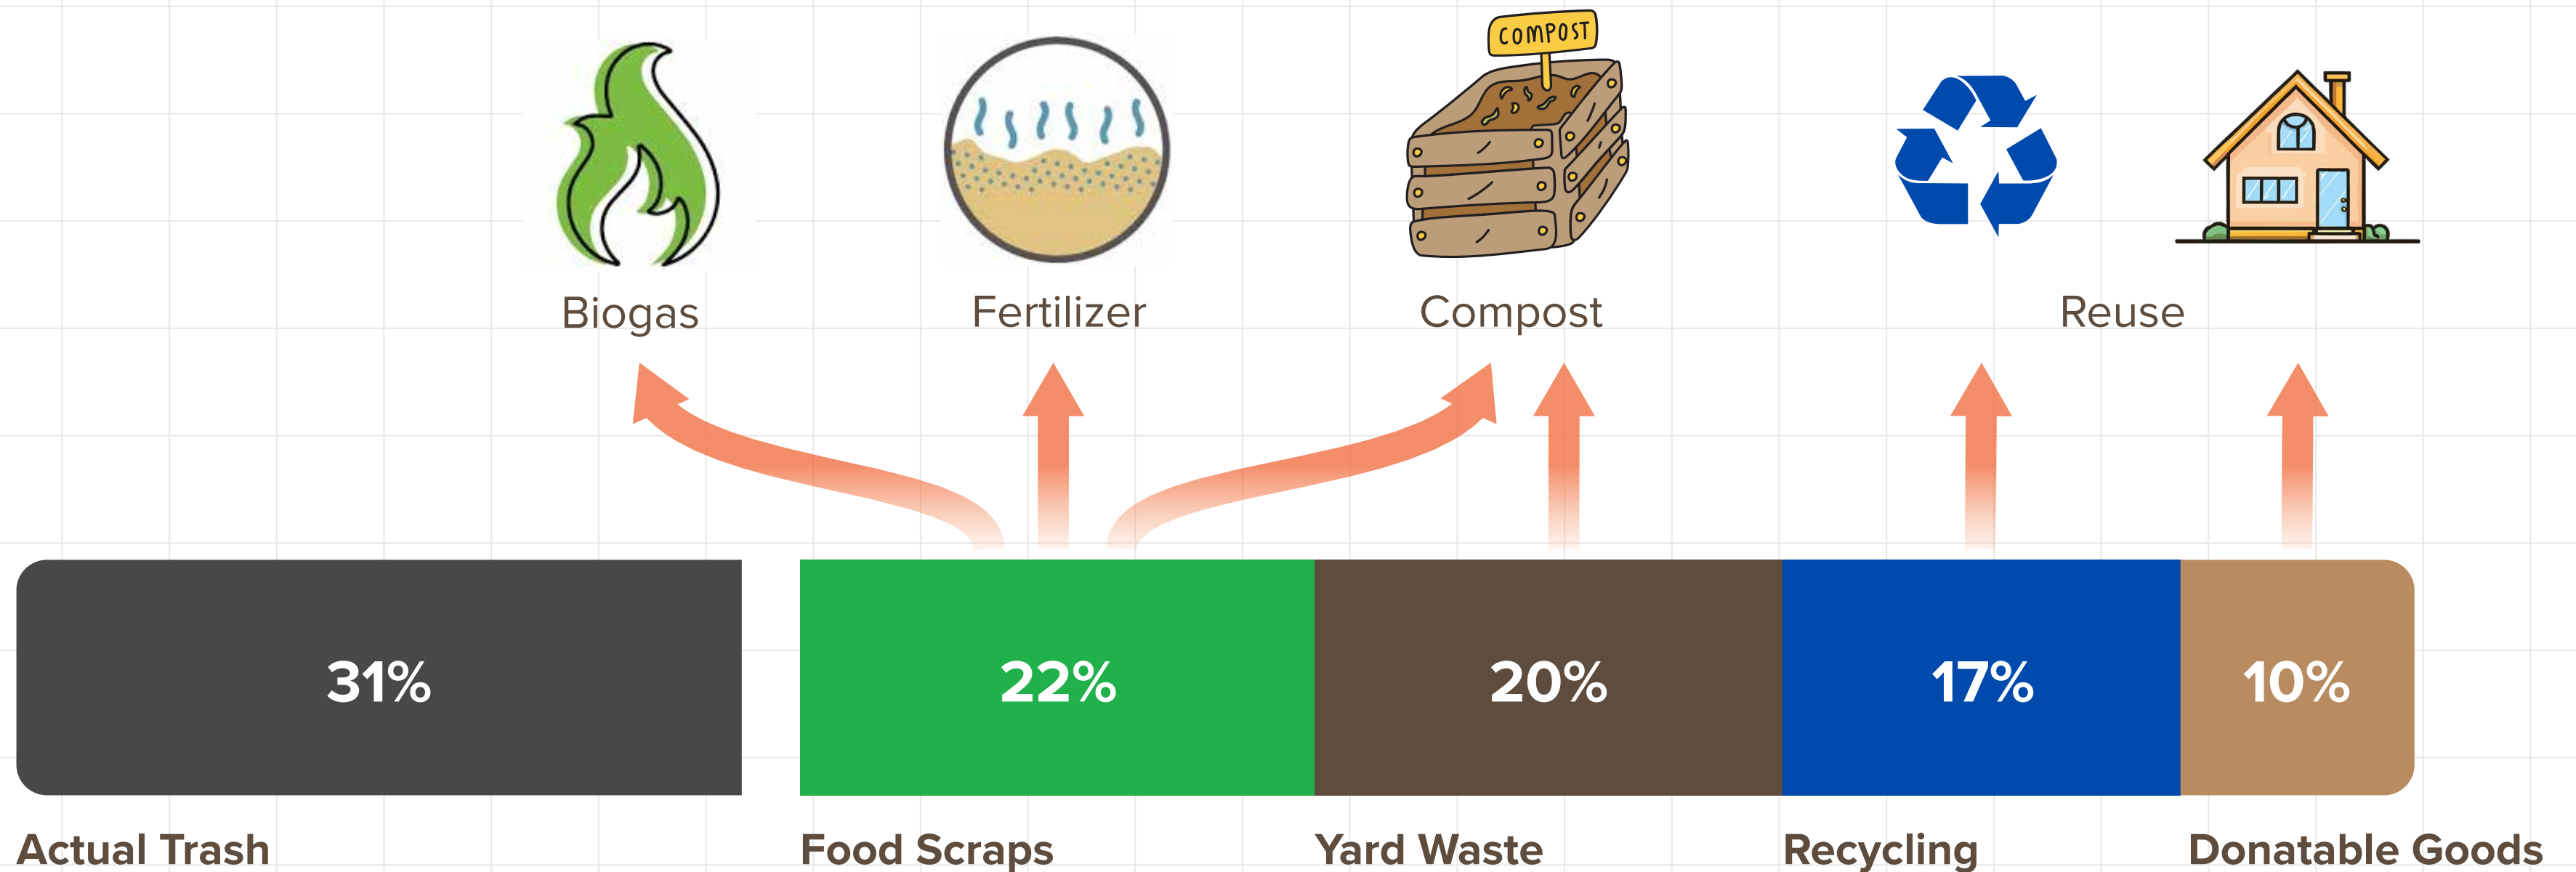 COMPOST
Biogas
Fertilizer
Compost
Reuse
31%
22%
20%
17%
10%
Actual Trash
Food Scraps
Yard Waste
Recycling
Donatable Goods